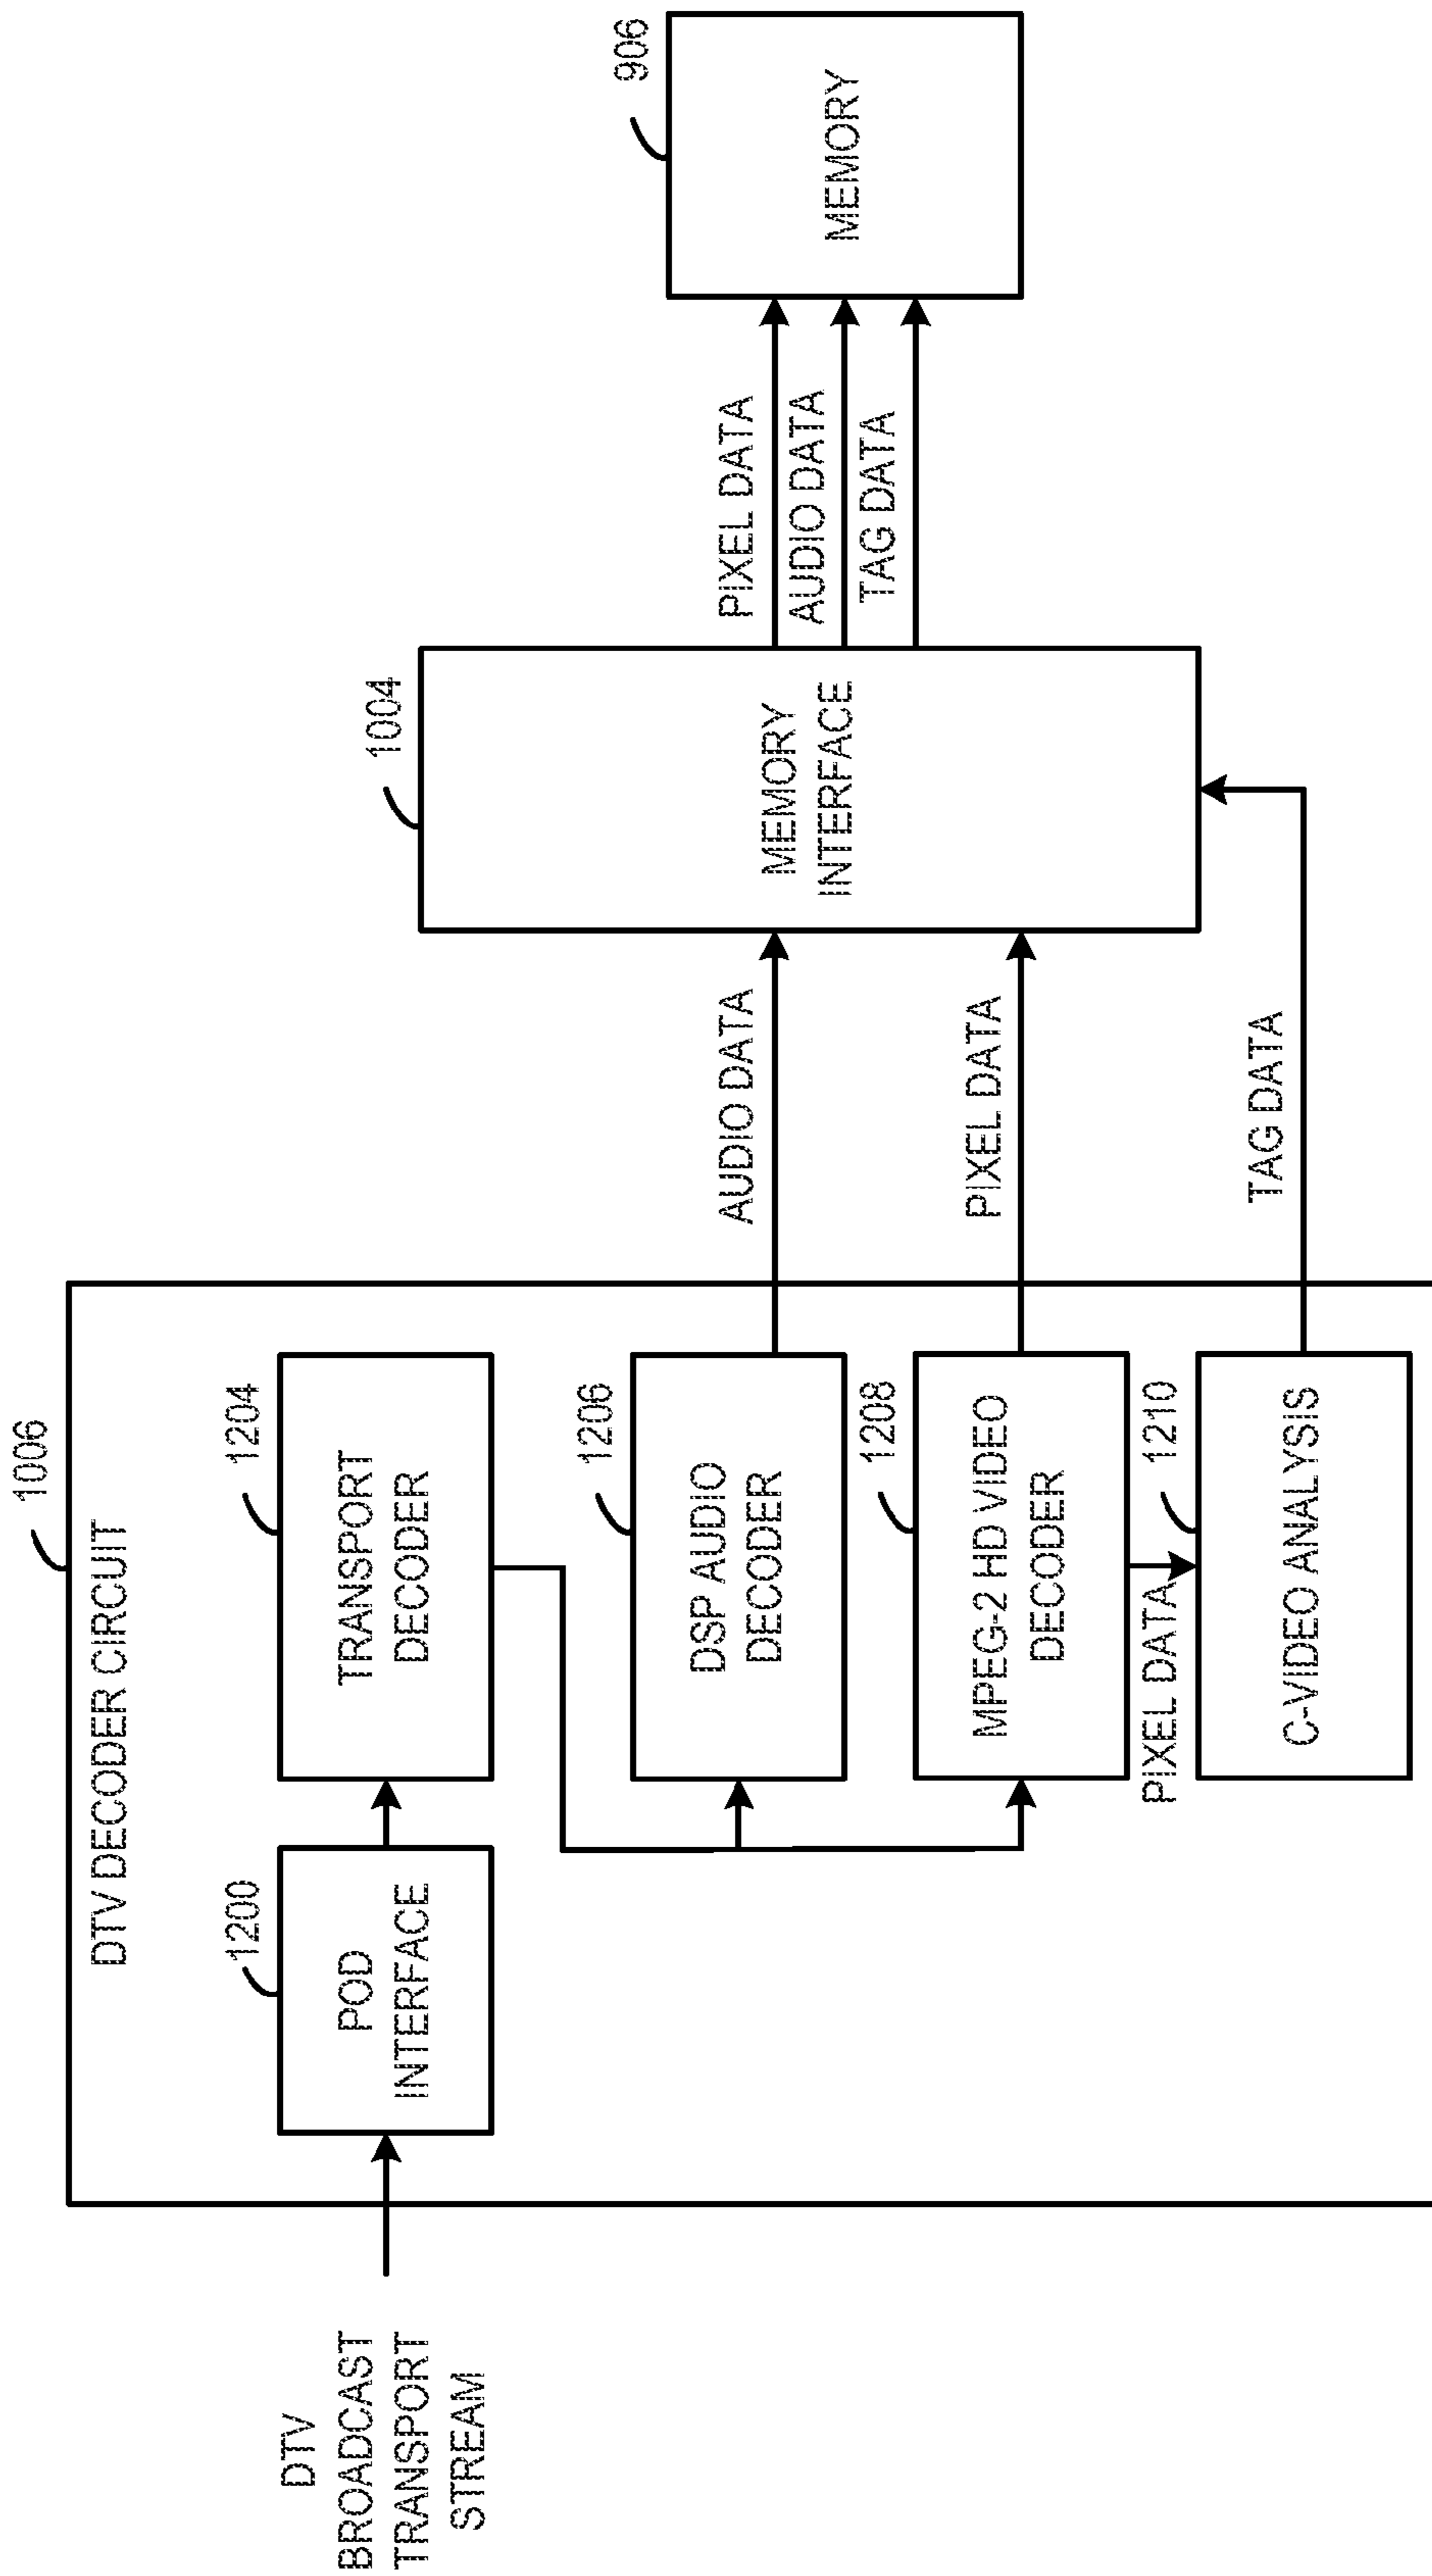 1006
DTV DECODER CIRCUIT
DTV
BROADCAST
TRANSPORT
STREAM
1200
POD
INTERFACE
1204
TRANSPORT
DECODER
1206
DSP AUDIO
DECODER
1208
MPEG-2 HD VIDEO
DECODER
PIXEL DATA
1210
C-VIDEO ANALYSIS
AUDIO DATA
PIXEL DATA
TAG DATA
1004
MEMORY
INTERFACE
PIXEL DATA
AUDIO DATA
TAG DATA
906
MEMORY